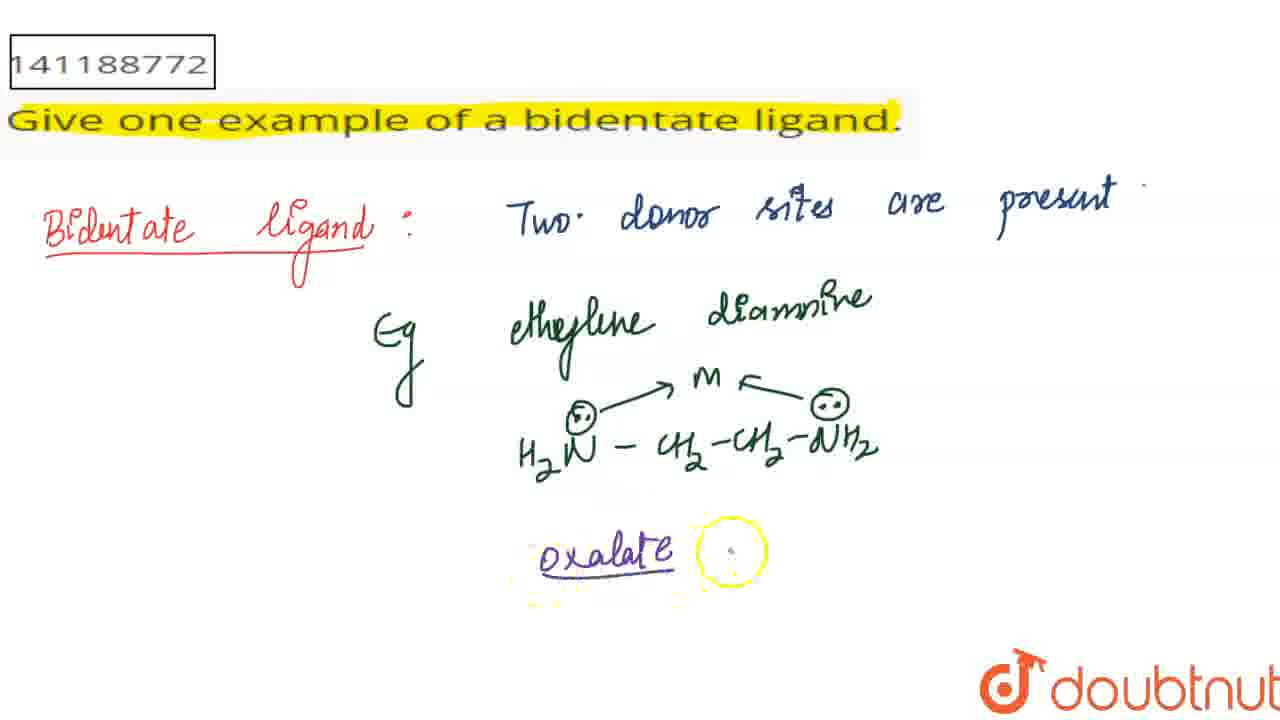 141188772
Give one example of a bidentate ligand.
Bidentate ligand: Two donor sites are present.
Eg ethylene diammine
M
H2N - CH2-CH2-NH2
oxalate
doubtnut